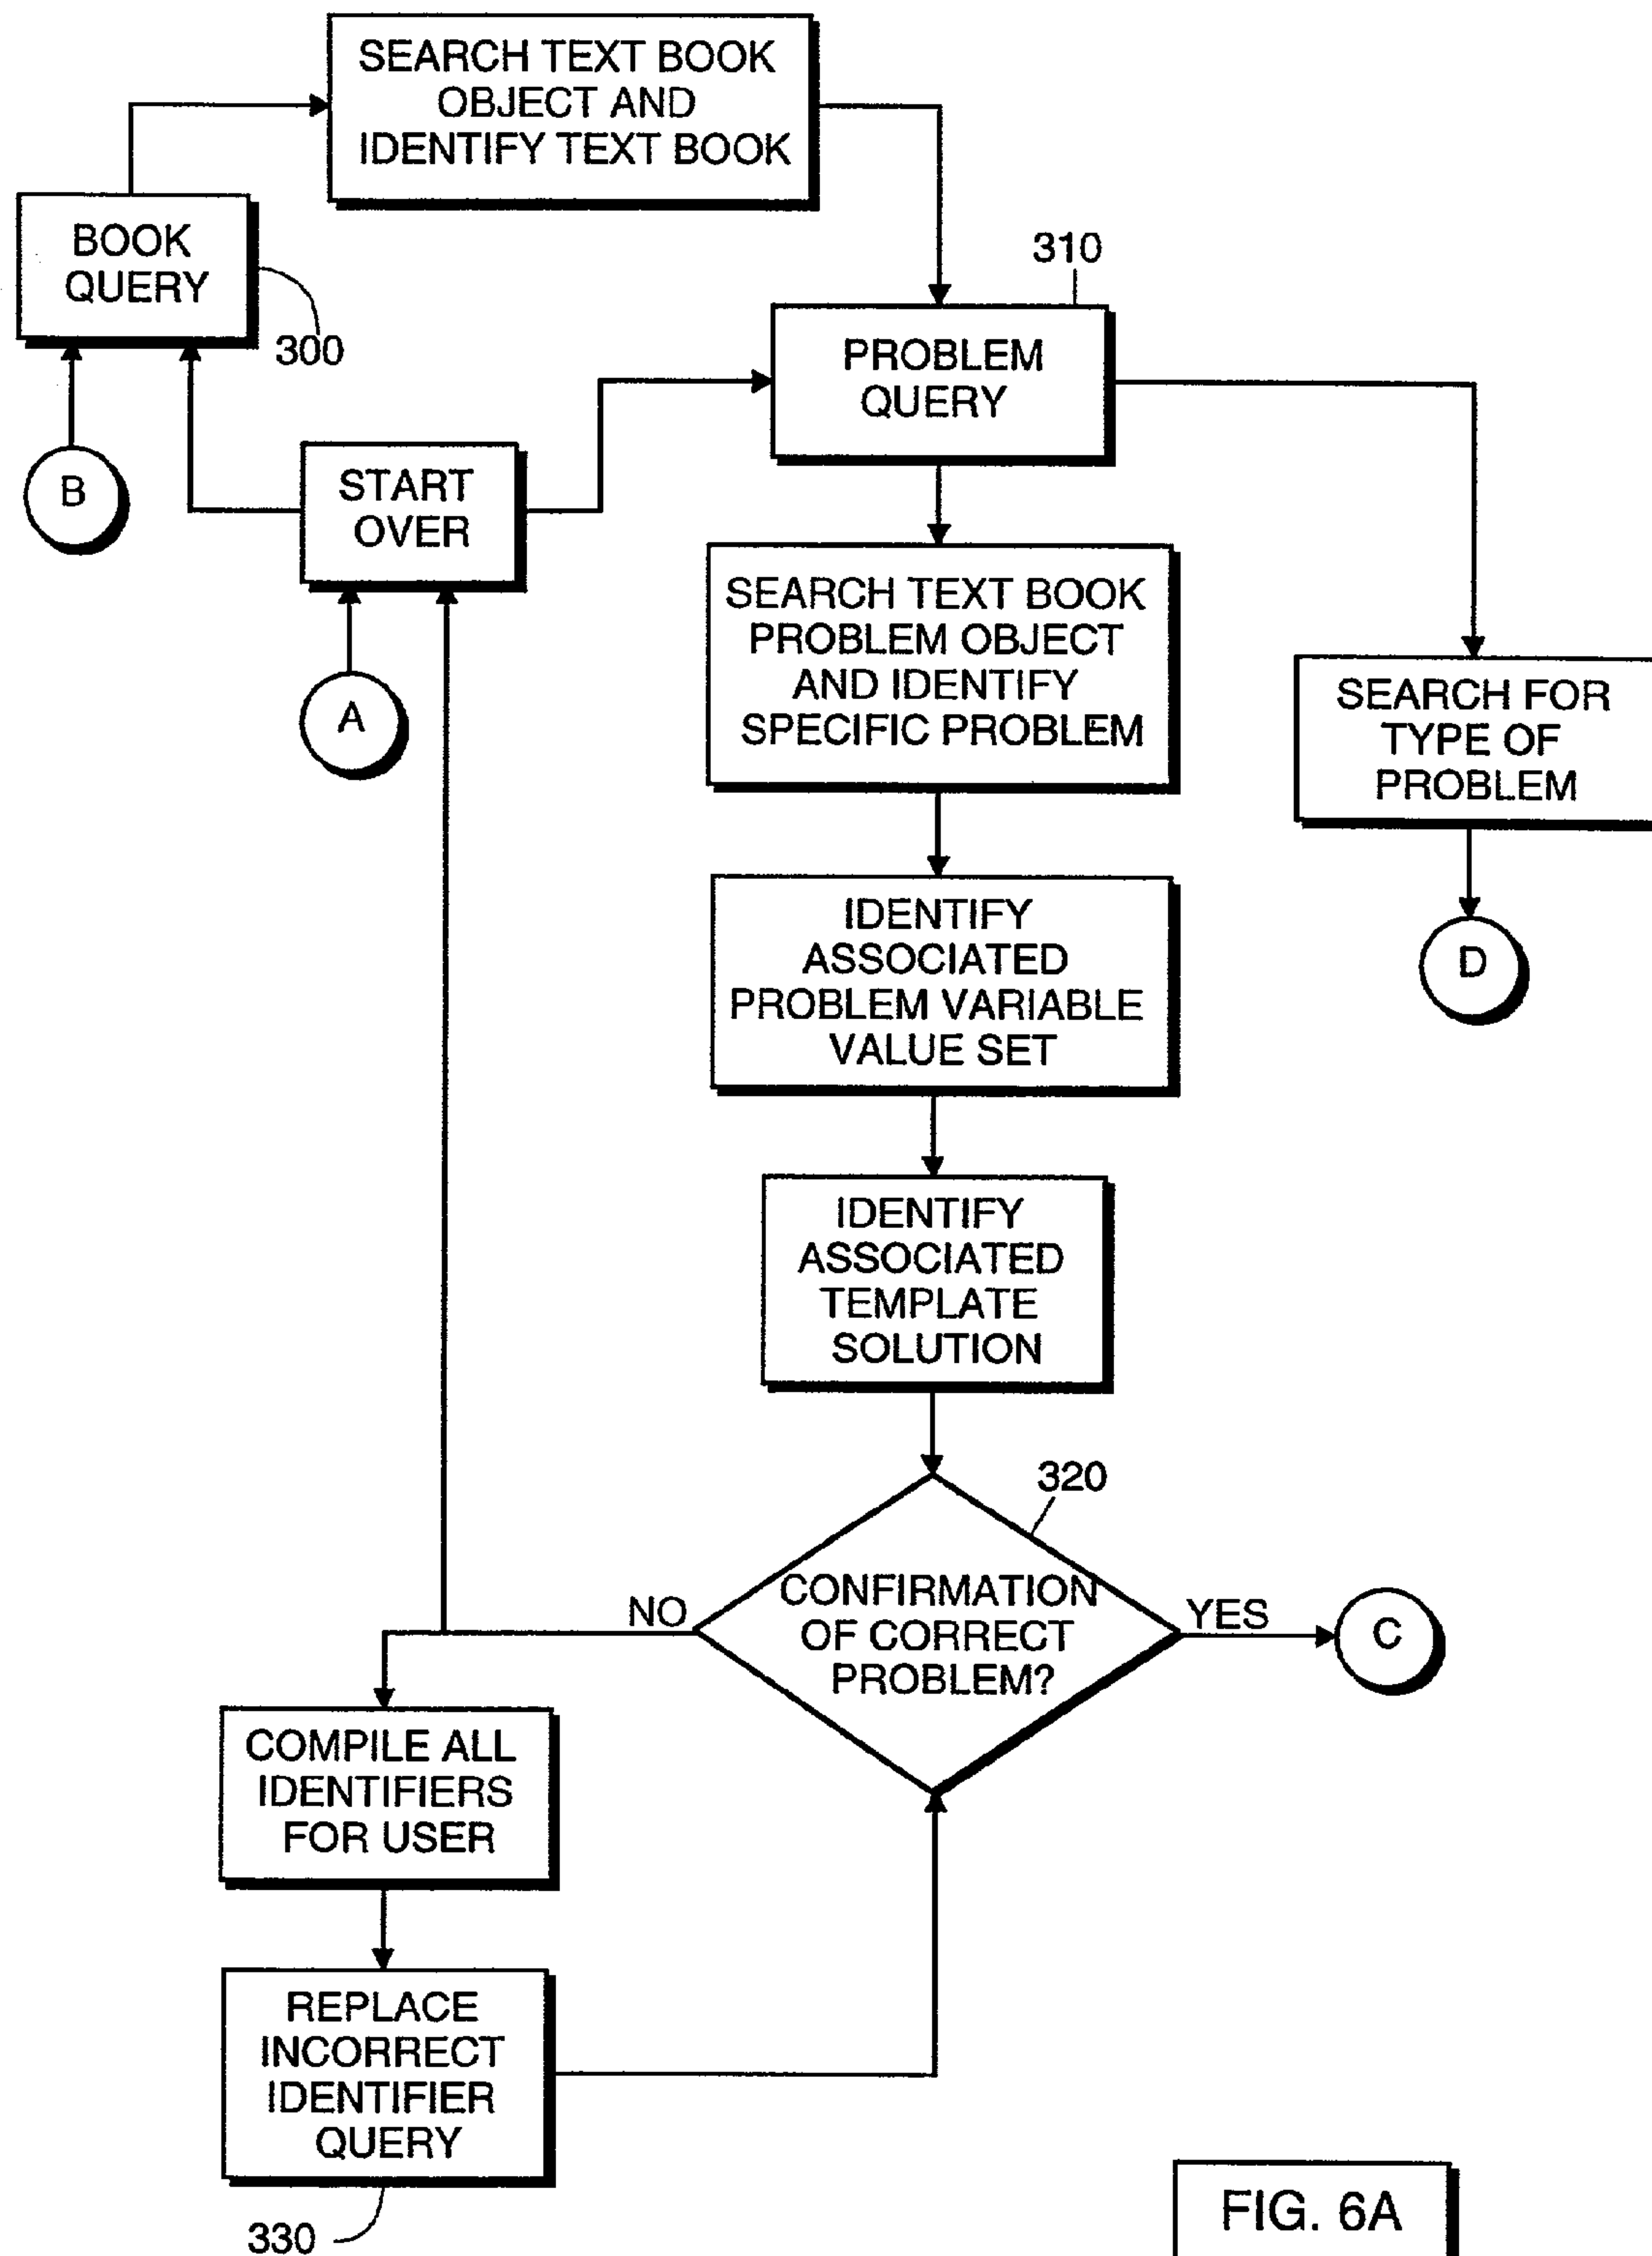 SEARCH TEXT BOOK
OBJECT AND
IDENTIFY TEXT BOOK
BOOK
QUERY
300
310
PROBLEM
QUERY
B
START
OVER
A
SEARCH TEXT BOOK
PROBLEM OBJECT
AND IDENTIFY
SPECIFIC PROBLEM
SEARCH FOR
TYPE OF
PROBLEM
D
IDENTIFY
ASSOCIATED
PROBLEM VARIABLE
VALUE SET
IDENTIFY
ASSOCIATED
TEMPLATE
SOLUTION
320
CONFIRMATION
OF CORRECT
PROBLEM?
NO
YES
C
COMPILE ALL
IDENTIFIERS
FOR USER
REPLACE
INCORRECT
IDENTIFIER
QUERY
330
FIG. 6A